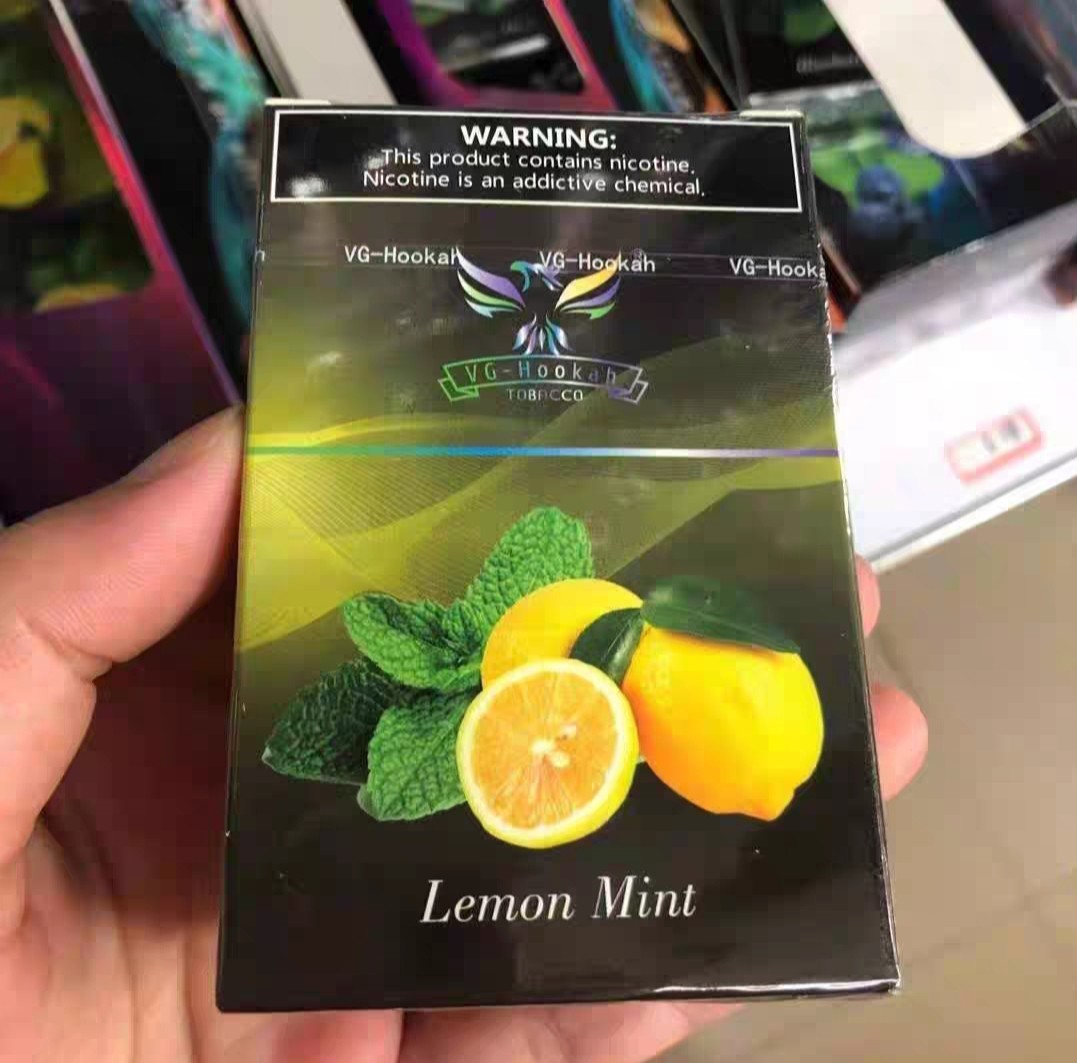 WARNING:
This product contains nicotine.
Nicotine is an addictive chemical.
VG-Hookah VG-Hookah VG-Hooka
VG-Hookah
TOBACCO
Lemon Mint